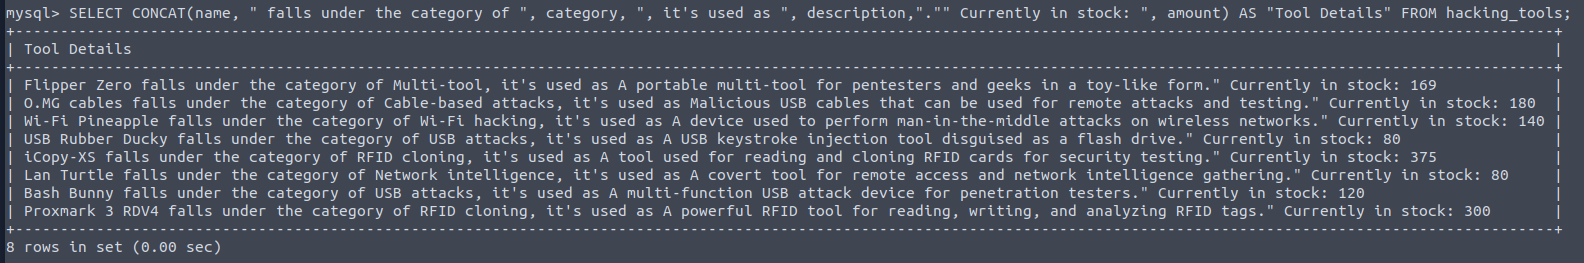 mysql> SELECT CONCAT(name, " falls under the category of ", category, ", it's used as ", description,"."" Currently in stock: ", amount) AS "Tool Details" FROM hacking_tools;
| Tool Details |
| Flipper Zero falls under the category of Multi-tool, it's used as A portable multi-tool for pentesters and geeks in a toy-like form." Currently in stock: 169 |
| O.MG cables falls under the category of Cable-based attacks, it's used as Malicious USB cables that can be used for remote attacks and testing." Currently in stock: 180 |
| Wi-Fi Pineapple falls under the category of Wi-Fi hacking, it's used as A device used to perform man-in-the-middle attacks on wireless networks." Currently in stock: 140 |
| USB Rubber Ducky falls under the category of USB attacks, it's used as A USB keystroke injection tool disguised as a flash drive." Currently in stock: 80 |
| iCopy-XS falls under the category of RFID cloning, it's used as A tool used for reading and cloning RFID cards for security testing." Currently in stock: 375 |
| Lan Turtle falls under the category of Network intelligence, it's used as A covert tool for remote access and network intelligence gathering." Currently in stock: 80 |
| Bash Bunny falls under the category of USB attacks, it's used as A multi-function USB attack device for penetration testers." Currently in stock: 120 |
| Proxmark 3 RDV4 falls under the category of RFID cloning, it's used as A powerful RFID tool for reading, writing, and analyzing RFID tags." Currently in stock: 300 |
8 rows in set (0.00 sec)